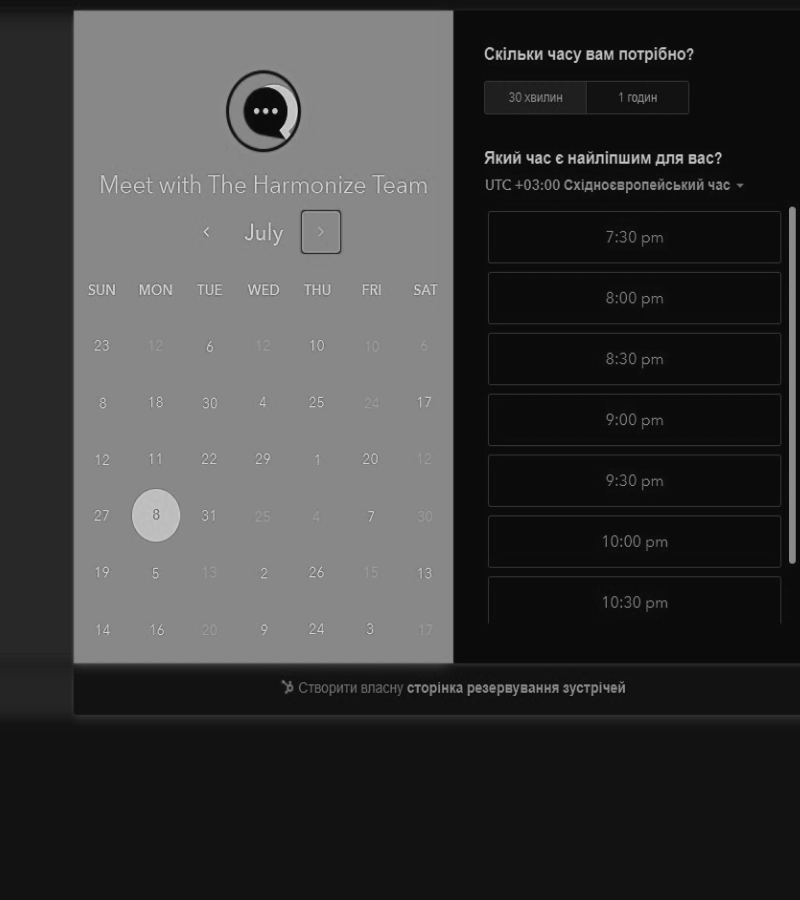 Meet with The Harmonize Team
July
SUN MON TUE WED THU FRI SAT
23 12 6 12 10 10 6
8 18 30 4 25 24 17
12 11 22 29 1 20 12
27 8 31 25 4 7 30
19 5 13 2 26 15 13
14 16 20 9 24 3 17
Скільки часу вам потрібно?
30 хвилин 1 годин
Який час є найліпшим для вас?
UTC +03:00 Східноєвропейський час
7:30 pm
8:00 pm
8:30 pm
9:00 pm
9:30 pm
10:00 pm
10:30 pm
Створити власну сторінка резервування зустрічей